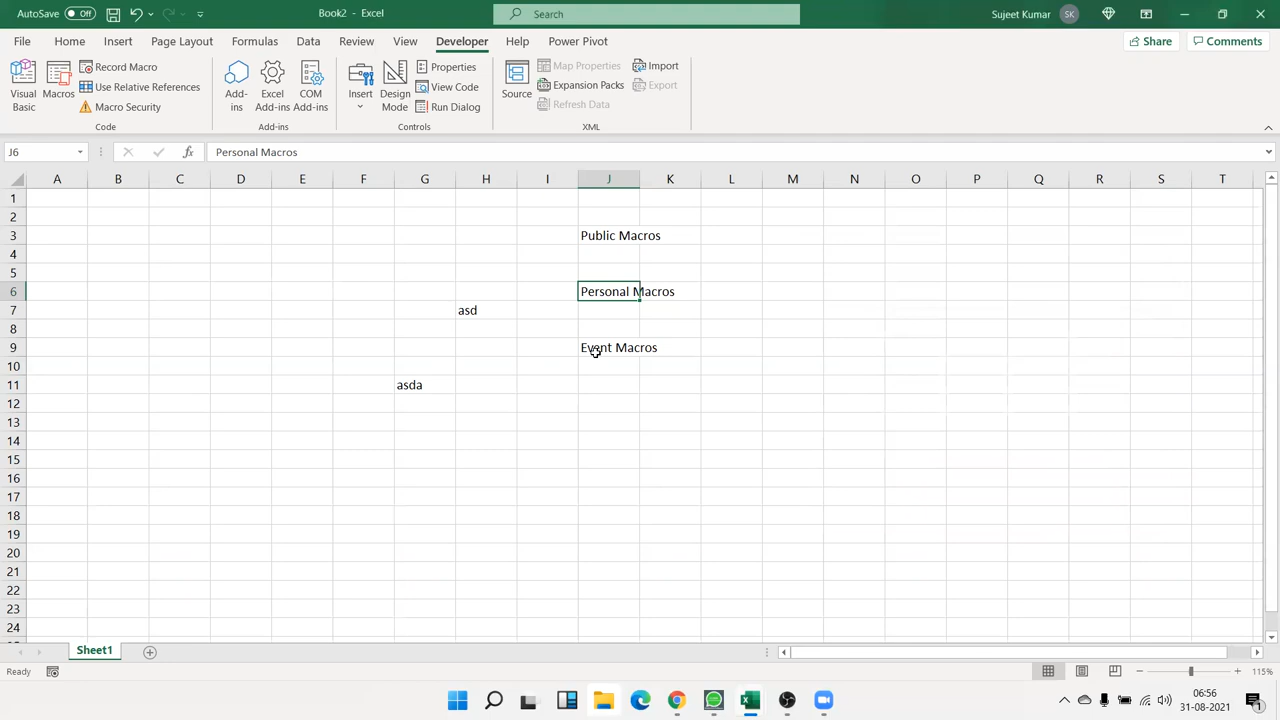 AutoSave Off Book2 - Excel Search Sujeet Kumar SK
File Home Insert Page Layout Formulas Data Review View Developer Help Power Pivot Share Comments
Visual Basic
Macros
Record Macro
Use Relative References
Macro Security
Code
Add-ins
Excel Add-ins
COM Add-ins
Add-ins
Insert
Design Mode
Properties
View Code
Run Dialog
Controls
Source
Map Properties
Expansion Packs
Refresh Data
Import
Export
XML
J6 fx Personal Macros
A B C D E F G H I J K L M N O P Q R S T
1
2
3 Public Macros
4
5
6 Personal Macros
7 asd
8
9 Event Macros
10
11 asda
12
13
14
15
16
17
18
19
20
21
22
23
24
Sheet1
Ready 115%
06:56
31-08-2021
1